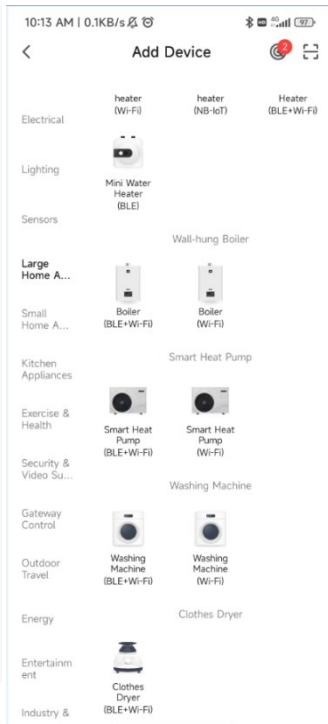 10:13 AM | 0.1KB/s
4G
97
Add Device
2
Electrical
Lighting
Sensors
Large
Home A...
Small
Home A...
Kitchen
Appliances
Exercise &
Health
Security &
Video Su...
Gateway
Control
Outdoor
Travel
Energy
Entertainm
ent
Industry &
heater
(Wi-Fi)
heater
(NB-IoT)
Heater
(BLE+Wi-Fi)
Mini Water
Heater
(BLE)
Wall-hung Boiler
Boiler
(BLE+Wi-Fi)
Boiler
(Wi-Fi)
Smart Heat Pump
Smart Heat
Pump
(BLE+Wi-Fi)
Smart Heat
Pump
(Wi-Fi)
Washing Machine
Washing
Machine
(BLE+Wi-Fi)
Washing
Machine
(Wi-Fi)
Clothes Dryer
Clothes
Dryer
(BLE+Wi-Fi)